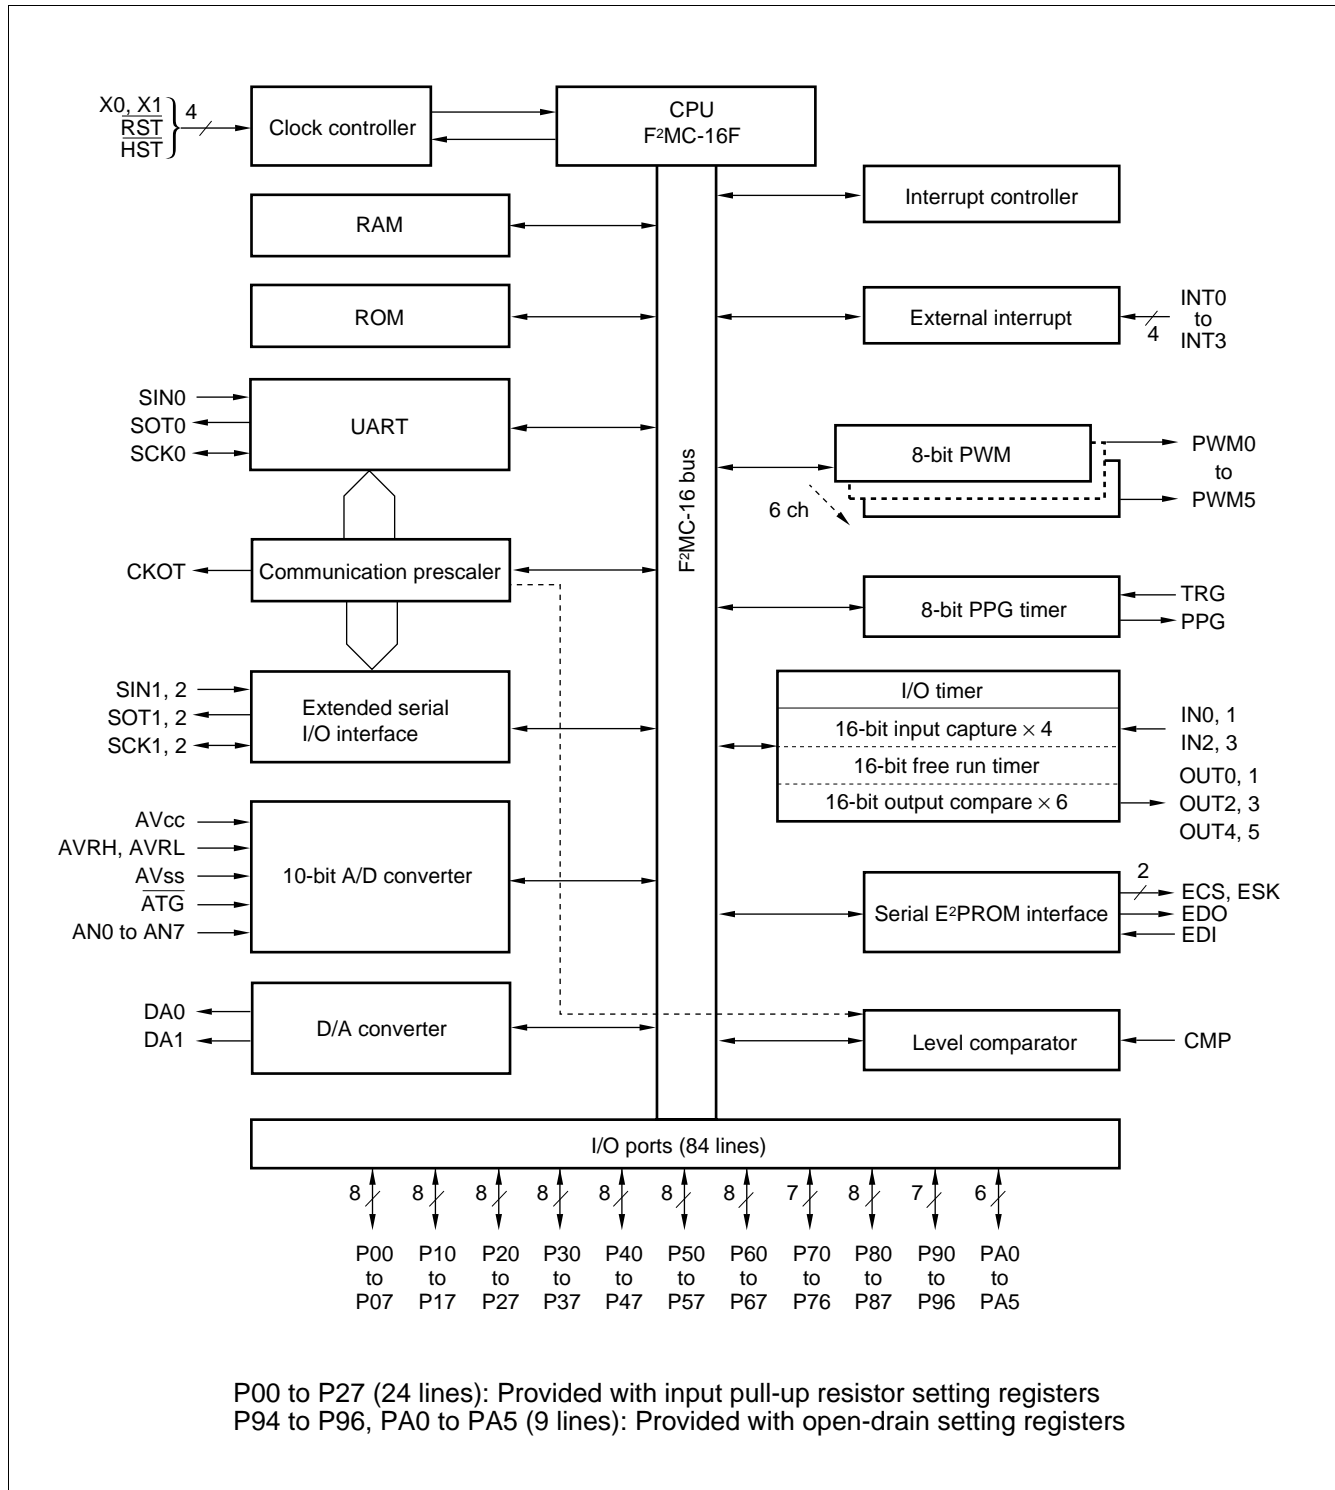 X0, X1
RST
HST
4
Clock controller
CPU
F²MC-16F
Interrupt controller
RAM
ROM
External interrupt
4
INT0
to
INT3
SIN0
SOT0
SCK0
UART
F²MC-16 bus
8-bit PWM
6 ch
PWM0
to
PWM5
CKOT
Communication prescaler
8-bit PPG timer
TRG
PPG
SIN1, 2
SOT1, 2
SCK1, 2
Extended serial
I/O interface
I/O timer
16-bit input capture × 4
16-bit free run timer
16-bit output compare × 6
IN0, 1
IN2, 3
OUT0, 1
OUT2, 3
OUT4, 5
AVcc
AVRH, AVRL
AVss
ATG
AN0 to AN7
10-bit A/D converter
Serial E²PROM interface
2
ECS, ESK
EDO
EDI
DA0
DA1
D/A converter
Level comparator
CMP
I/O ports (84 lines)
8 8 8 8 8 8 8 7 8 7 6
P00 P10 P20 P30 P40 P50 P60 P70 P80 P90 PA0
to to to to to to to to to to to
P07 P17 P27 P37 P47 P57 P67 P76 P87 P96 PA5
P00 to P27 (24 lines): Provided with input pull-up resistor setting registers
P94 to P96, PA0 to PA5 (9 lines): Provided with open-drain setting registers